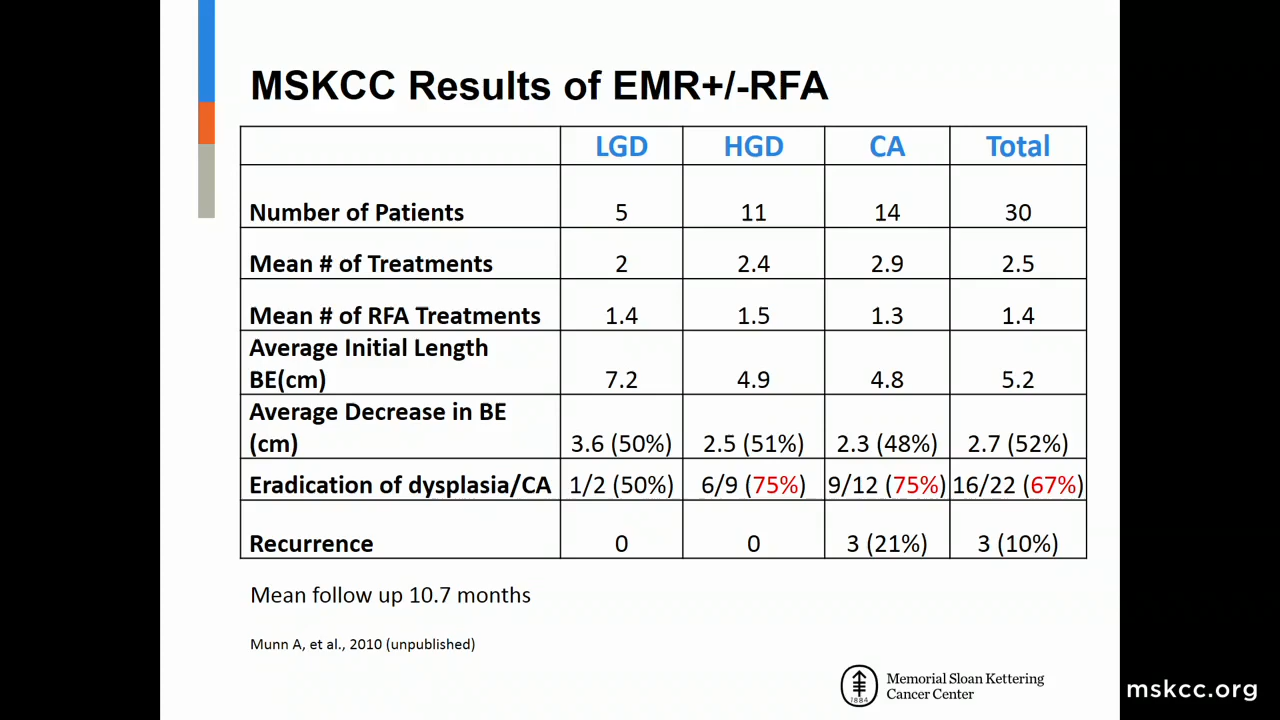 MSKCC Results of EMR+/-RFA
LGD HGD CA Total
Number of Patients 5 11 14 30
Mean # of Treatments 2 2.4 2.9 2.5
Mean # of RFA Treatments 1.4 1.5 1.3 1.4
Average Initial Length
BE(cm) 7.2 4.9 4.8 5.2
Average Decrease in BE
(cm) 3.6 (50%) 2.5 (51%) 2.3 (48%) 2.7 (52%)
Eradication of dysplasia/CA 1/2 (50%) 6/9 (75%) 9/12 (75%) 16/22 (67%)
Recurrence 0 0 3 (21%) 3 (10%)
Mean follow up 10.7 months
Munn A, et al., 2010 (unpublished)
1884
Memorial Sloan Kettering
Cancer Center
mskcc.org